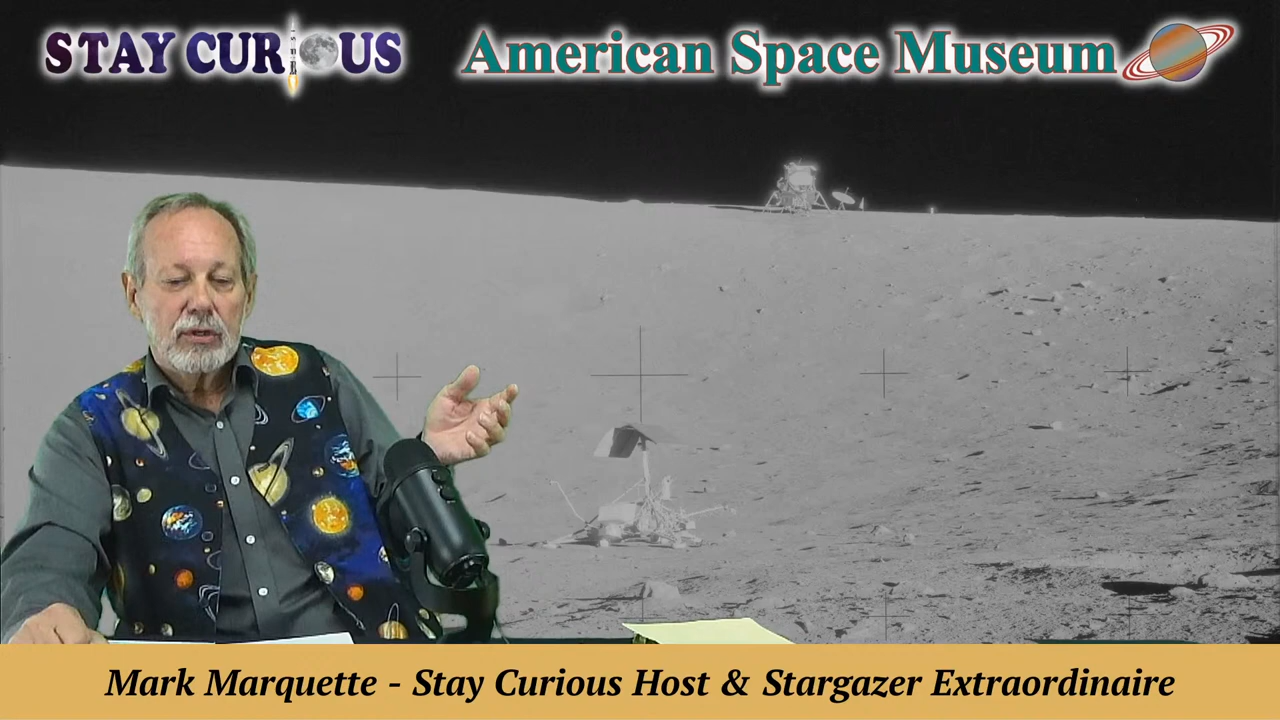 STAY CURIOUS
American Space Museum
Mark Marquette - Stay Curious Host & Stargazer Extraordinaire